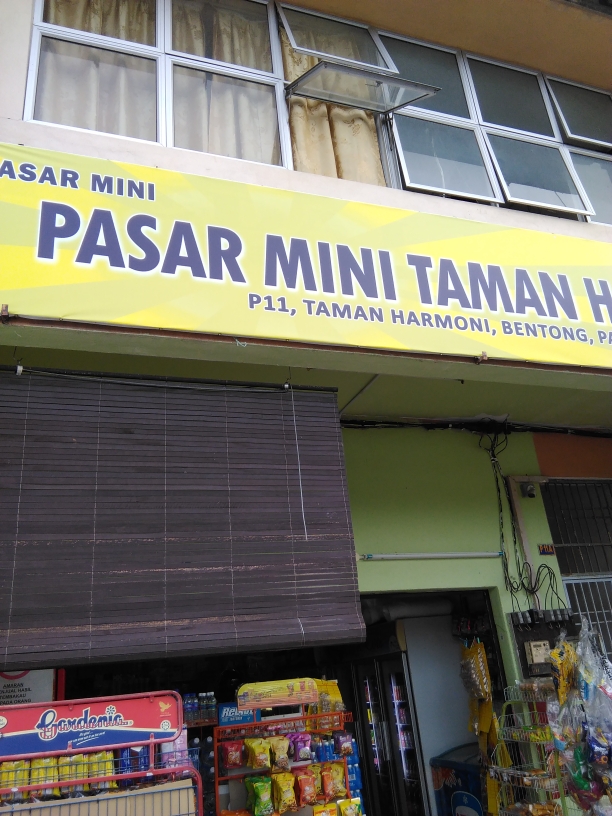 ASAR MINI
PASAR MINI TAMAN H
P11, TAMAN HARMONI, BENTONG, PA
Gardenia